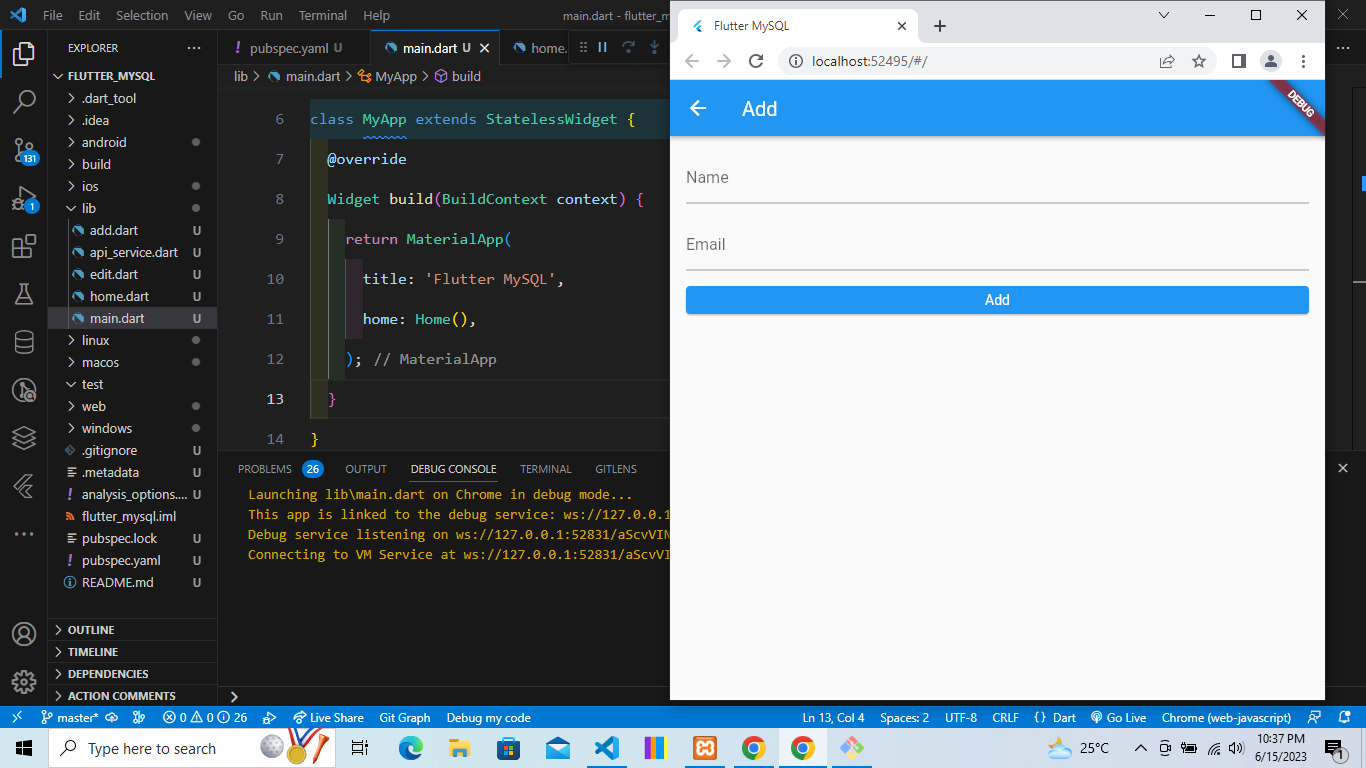 File Edit Selection View Go Run Terminal Help main.dart - flutter_m
EXPLORER
FLUTTER_MYSQL
.dart_tool
.idea
android
build
ios
lib
add.dart U
api_service.dart U
edit.dart U
home.dart U
main.dart U
linux
macos
test
web
windows
.gitignore U
.metadata U
analysis_options.... U
flutter_mysql.iml
pubspec.lock U
pubspec.yaml U
README.md U
OUTLINE
TIMELINE
DEPENDENCIES
ACTION COMMENTS
131
1
pubspec.yaml U main.dart U home.
lib > main.dart > MyApp > build
6 class MyApp extends StatelessWidget {
7 @override
8 Widget build(BuildContext context) {
9 return MaterialApp(
10 title: 'Flutter MySQL',
11 home: Home(),
12 ); // MaterialApp
13 }
14 }
PROBLEMS 26 OUTPUT DEBUG CONSOLE TERMINAL GITLENS
Launching lib\main.dart on Chrome in debug mode...
This app is linked to the debug service: ws://127.0.0.1
Debug service listening on ws://127.0.0.1:52831/aScvVIN
Connecting to VM Service at ws://127.0.0.1:52831/aScvVI
Flutter MySQL
localhost:52495/#/
Add
DEBUG
Name
Email
Add
master* 0 0 26 Live Share Git Graph Debug my code Ln 13, Col 4 Spaces: 2 UTF-8 CRLF {} Dart Go Live Chrome (web-javascript)
Type here to search 25°C 10:37 PM
6/15/2023
1